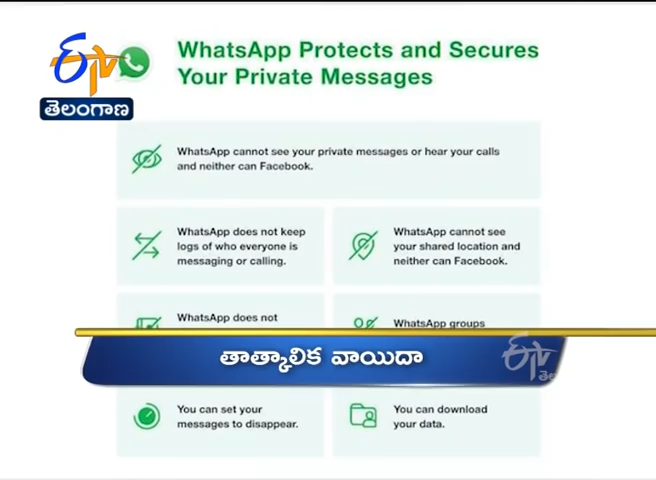 WhatsApp Protects and Secures
Your Private Messages
ETV
తెలంగాణ
WhatsApp cannot see your private messages or hear your calls
and neither can Facebook.
WhatsApp does not keep
logs of who everyone is
messaging or calling.
WhatsApp cannot see
your shared location and
neither can Facebook.
WhatsApp does not
WhatsApp groups
తాత్కాలిక వాయిదా
ETV
తెల
You can set your
messages to disappear.
You can download
your data.